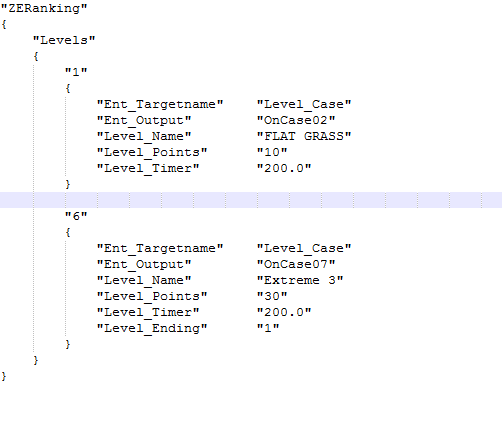 "ZERanking"
{
"Levels"
{
"1"
{
"Ent_Targetname" "Level_Case"
"Ent_Output" "OnCase02"
"Level_Name" "FLAT GRASS"
"Level_Points" "10"
"Level_Timer" "200.0"
}
"6"
{
"Ent_Targetname" "Level_Case"
"Ent_Output" "OnCase07"
"Level_Name" "Extreme 3"
"Level_Points" "30"
"Level_Timer" "200.0"
"Level_Ending" "1"
}
}
}